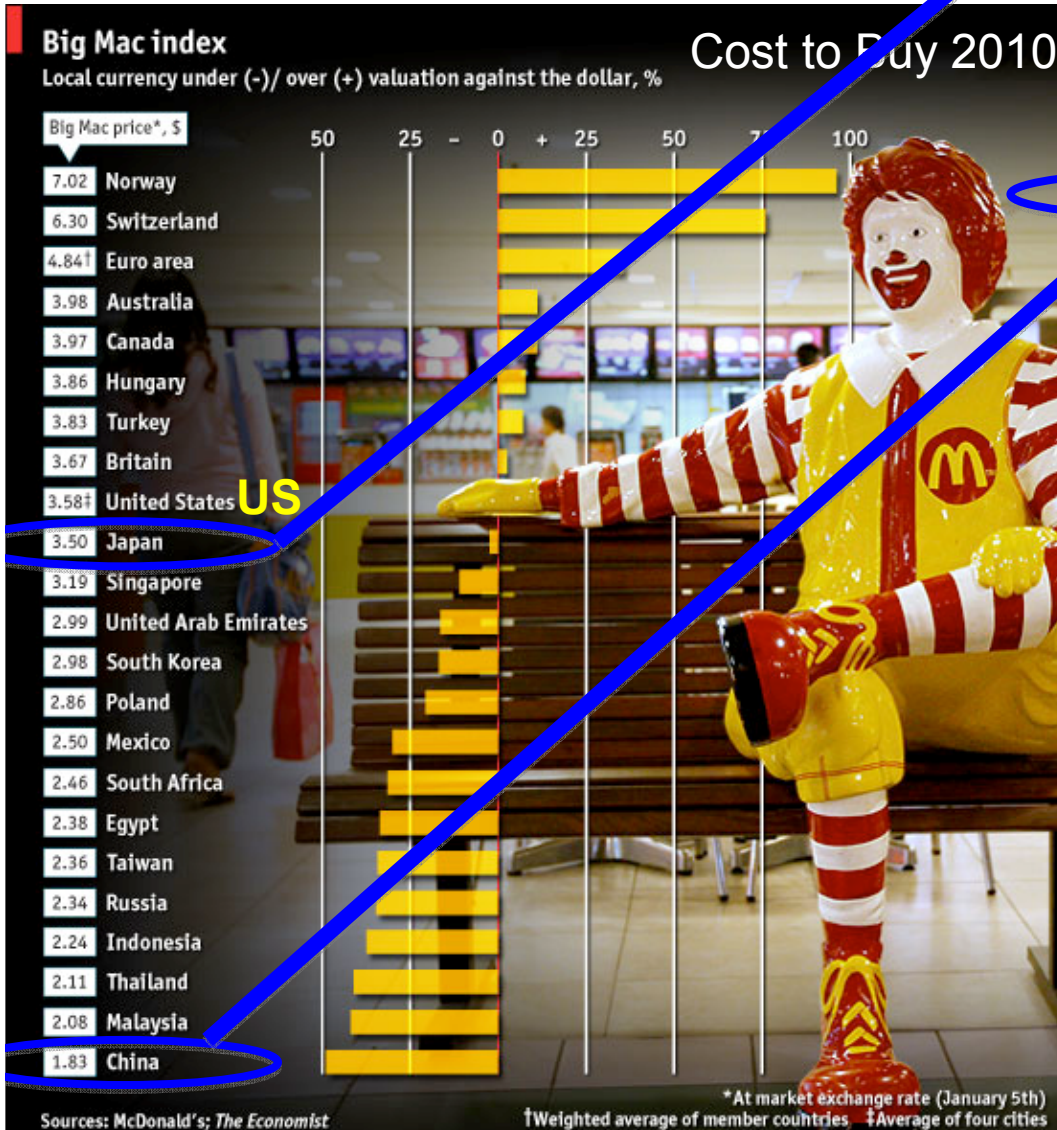 Big Mac index
Cost to Buy 2010
Local currency under (-)/ over (+) valuation against the dollar, %
Big Mac price*, $
50 25 – 0 + 25 50 75 100
7.02 Norway
6.30 Switzerland
4.84† Euro area
3.98 Australia
3.97 Canada
3.86 Hungary
3.83 Turkey
3.67 Britain
3.58‡ United States US
3.50 Japan
3.19 Singapore
2.99 United Arab Emirates
2.98 South Korea
2.86 Poland
2.50 Mexico
2.46 South Africa
2.38 Egypt
2.36 Taiwan
2.34 Russia
2.24 Indonesia
2.11 Thailand
2.08 Malaysia
1.83 China
*At market exchange rate (January 5th)
Sources: McDonald's; The Economist
†Weighted average of member countries ‡Average of four cities